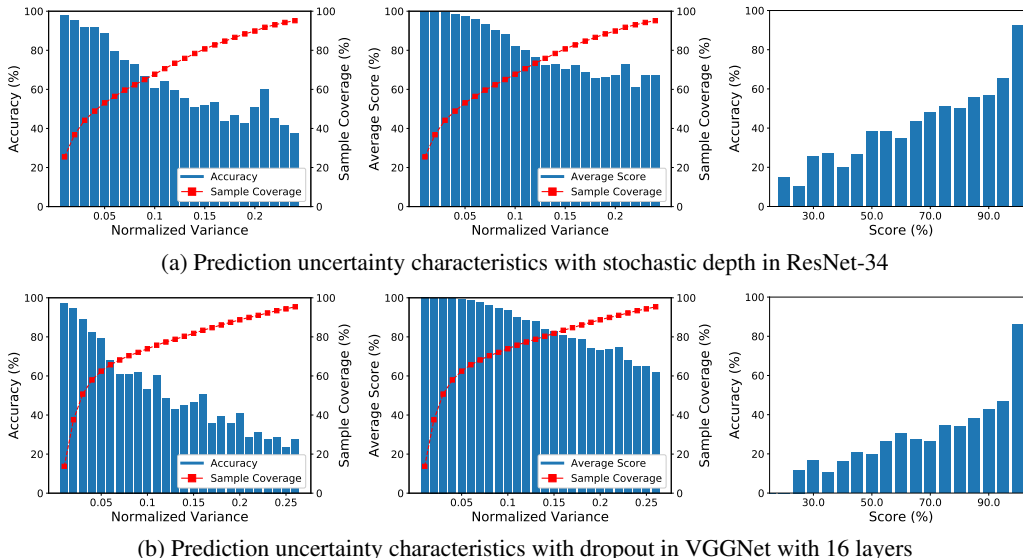 100 100 100 100 100
80 80 80 80 80
60 60 60 60 60
40 40 40 40 40
20 20 20 20 20
0 0 0 0 0
Accuracy (%) Sample Coverage (%) Average Score (%) Sample Coverage (%) Accuracy (%)
Accuracy Average Score
Sample Coverage Sample Coverage
0.05 0.1 0.15 0.2 0.05 0.1 0.15 0.2 30.0 50.0 70.0 90.0
Normalized Variance Normalized Variance Score (%)
(a) Prediction uncertainty characteristics with stochastic depth in ResNet-34
100 100 100 100 100
80 80 80 80 80
60 60 60 60 60
40 40 40 40 40
20 20 20 20 20
0 0 0 0 0
Accuracy (%) Sample Coverage (%) Average Score (%) Sample Coverage (%) Accuracy (%)
Accuracy Average Score
Sample Coverage Sample Coverage
0.05 0.1 0.15 0.2 0.25 0.05 0.1 0.15 0.2 0.25 30.0 50.0 70.0 90.0
Normalized Variance Normalized Variance Score (%)
(b) Prediction uncertainty characteristics with dropout in VGGNet with 16 layers